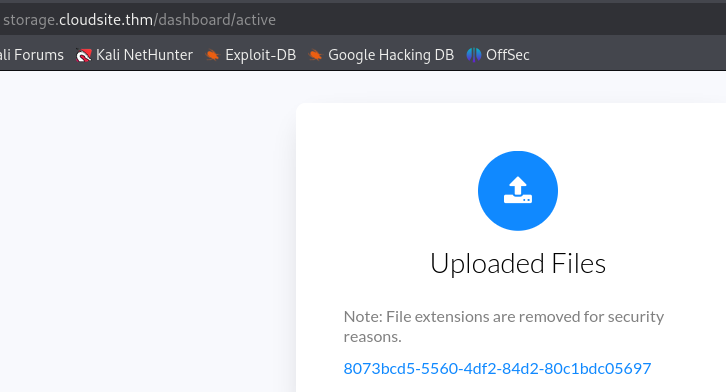 storage.cloudsite.thm/dashboard/active
ali Forums Kali NetHunter Exploit-DB Google Hacking DB OffSec
Uploaded Files
Note: File extensions are removed for security
reasons.
8073bcd5-5560-4df2-84d2-80c1bdc05697